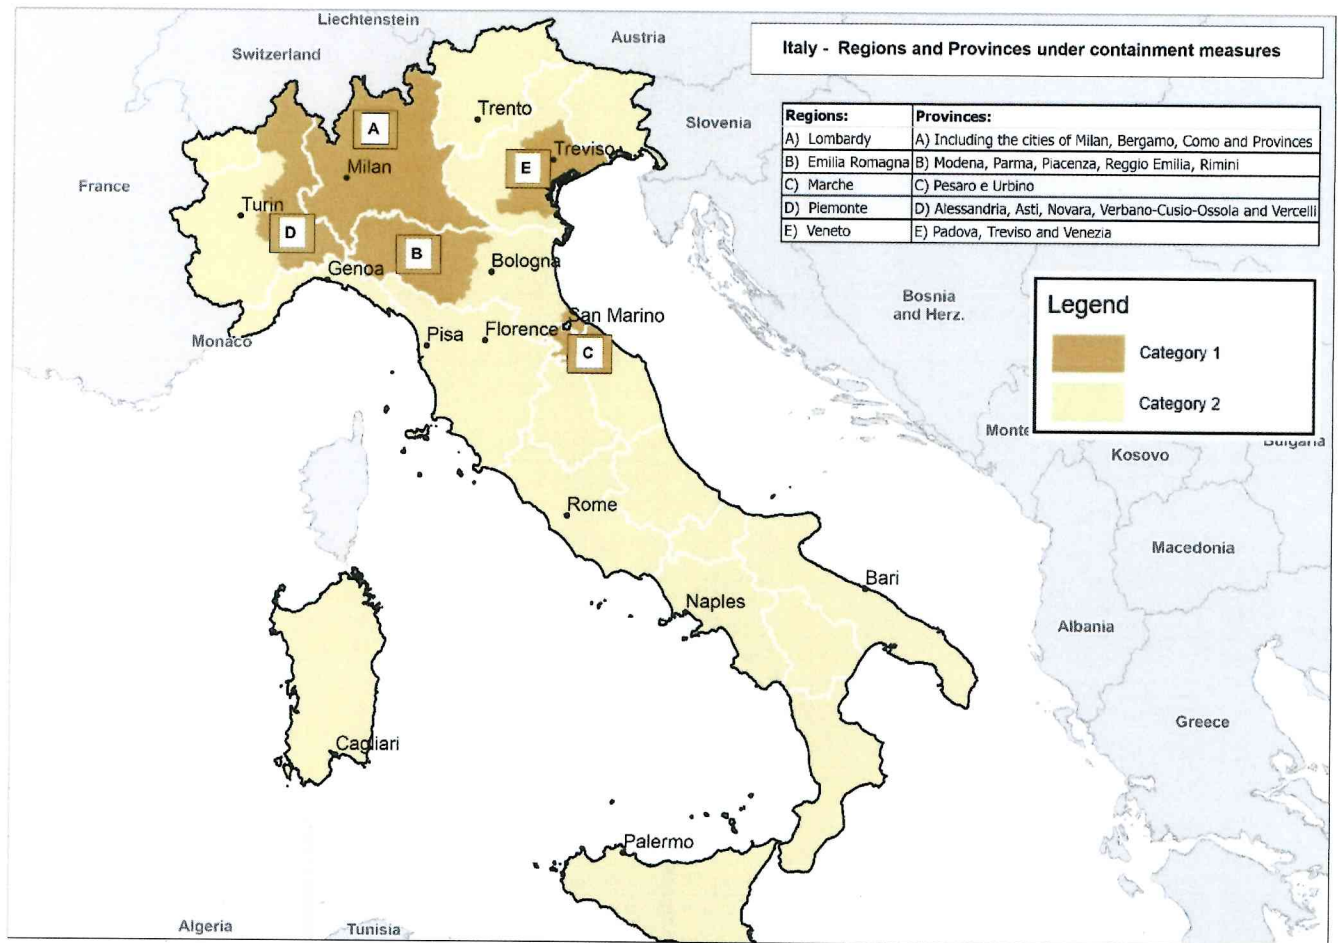 Liechtenstein
Austria
Switzerland
Italy - Regions and Provinces under containment measures
Regions: Provinces:
A) Lombardy A) Including the cities of Milan, Bergamo, Como and Provinces
B) Emilia Romagna B) Modena, Parma, Piacenza, Reggio Emilia, Rimini
C) Marche C) Pesaro e Urbino
D) Piemonte D) Alessandria, Asti, Novara, Verbano-Cusio-Ossola and Vercelli
E) Veneto E) Padova, Treviso and Venezia
Trento
Slovenia
A
Treviso
E
Milan
France
Turin
D
B
Bologna
Genoa
Bosnia
and Herz.
Legend
Category 1
Category 2
San Marino
Florence
Pisa
Monaco
C
Monte
Bulgaria
Kosovo
Rome
Macedonia
Bari
Naples
Albania
Greece
Cagliari
Palermo
Algeria
Tunisia